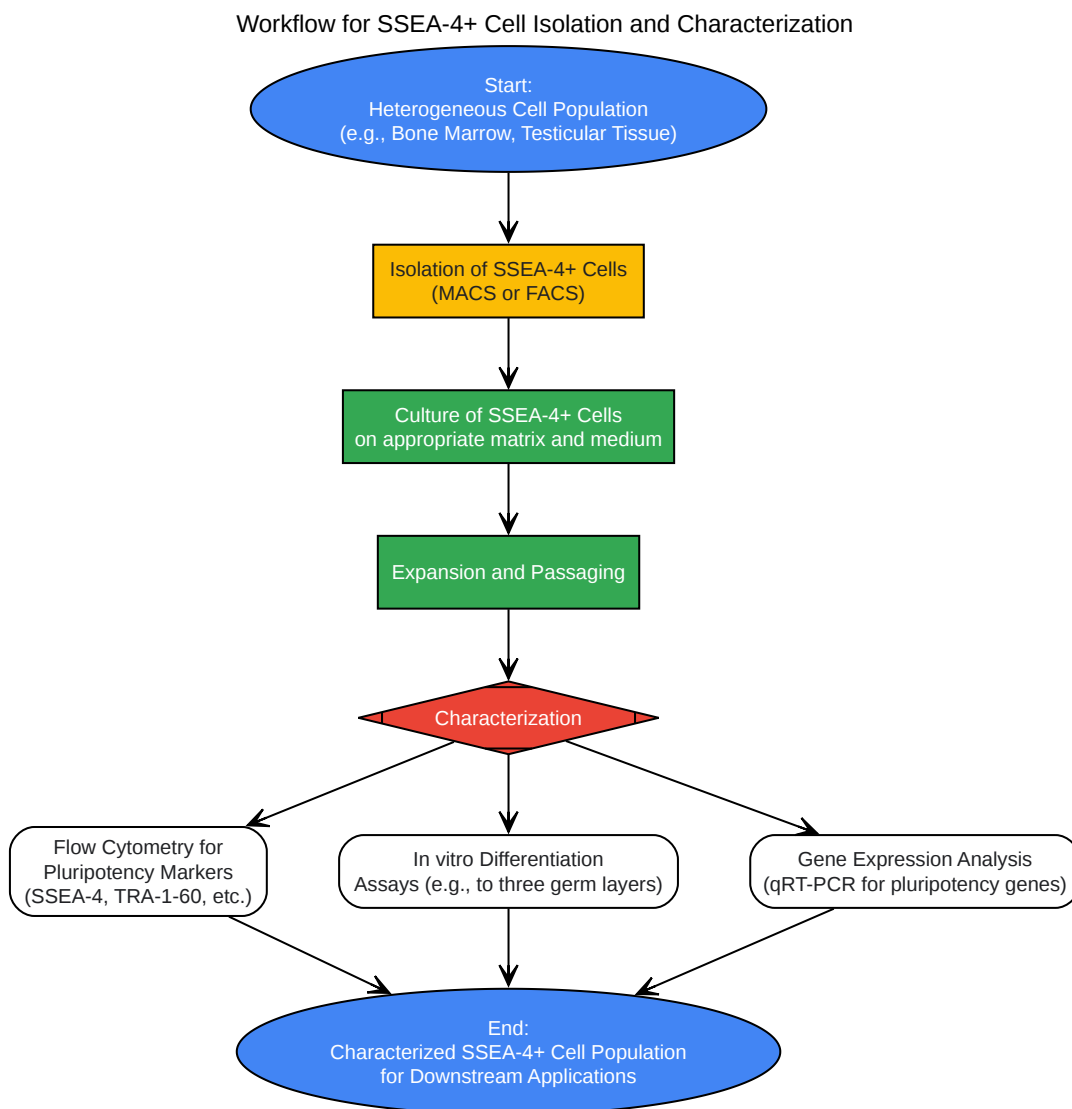 Workflow for SSEA-4+ Cell Isolation and Characterization
Start:
Heterogeneous Cell Population
(e.g., Bone Marrow, Testicular Tissue)
Isolation of SSEA-4+ Cells
(MACS or FACS)
Culture of SSEA-4+ Cells
on appropriate matrix and medium
Expansion and Passaging
Characterization
Flow Cytometry for
Pluripotency Markers
(SSEA-4, TRA-1-60, etc.)
In vitro Differentiation
Assays (e.g., to three germ layers)
Gene Expression Analysis
(qRT-PCR for pluripotency genes)
End:
Characterized SSEA-4+ Cell Population
for Downstream Applications